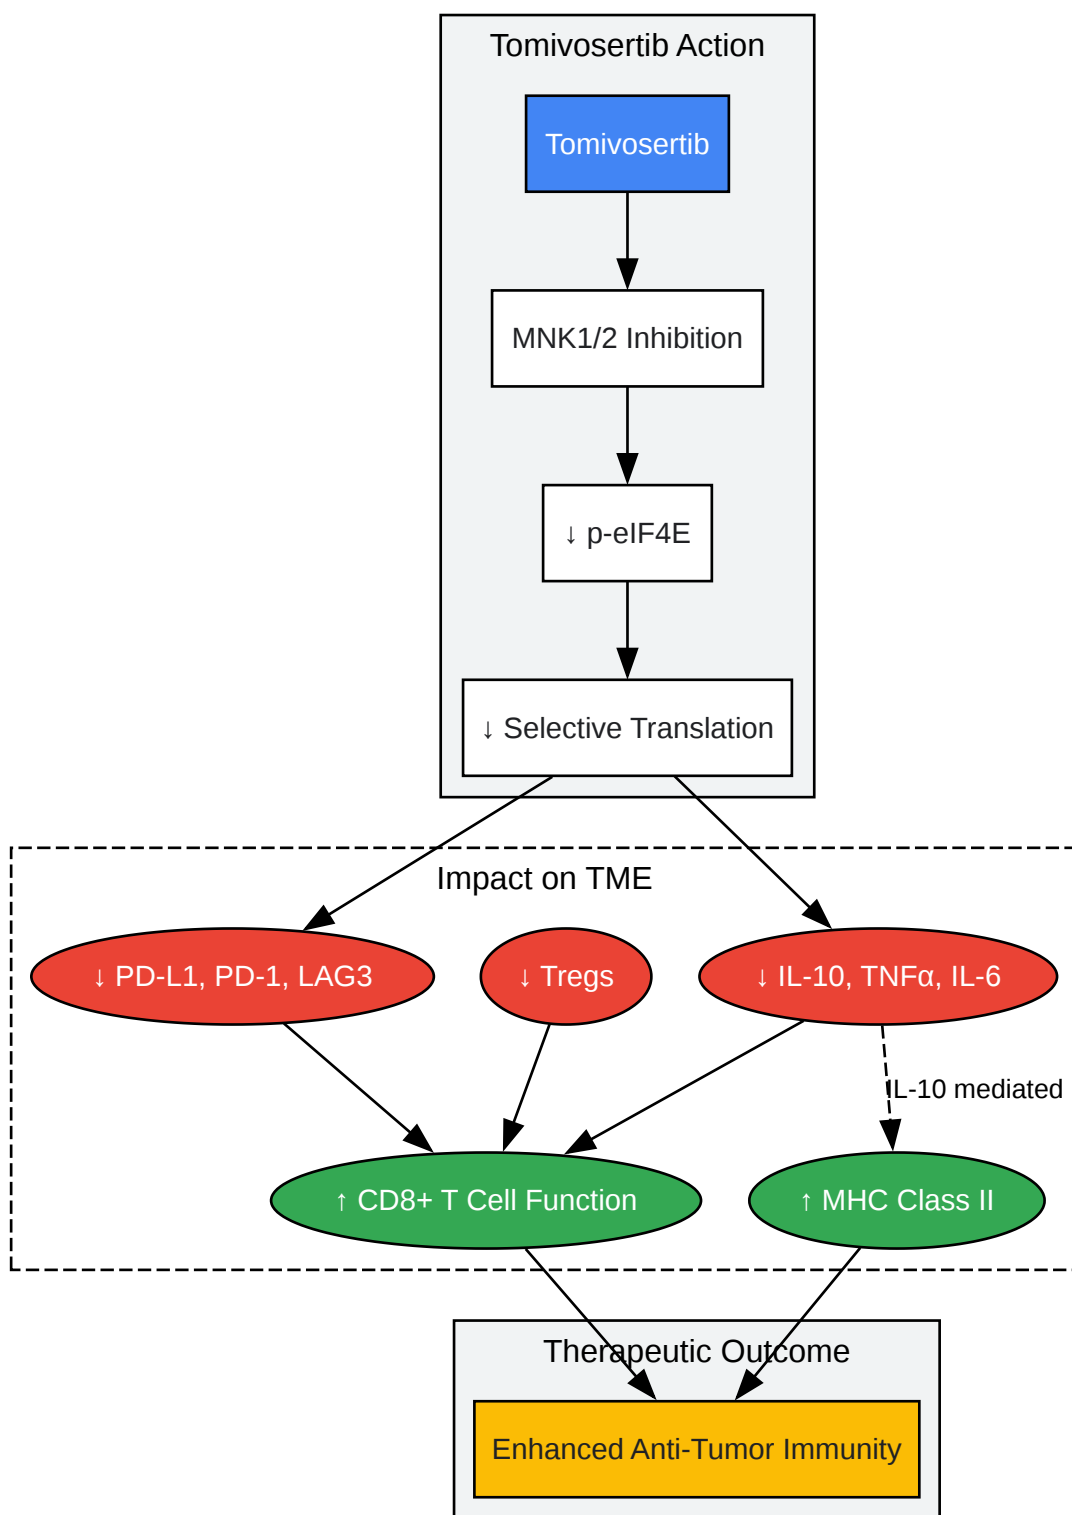 Tomivosertib Action
Tomivosertib
MNK1/2 Inhibition
↓ p-eIF4E
↓ Selective Translation
Impact on TME
↓ PD-L1, PD-1, LAG3
↓ Tregs
↓ IL-10, TNFα, IL-6
IL-10 mediated
↑ CD8+ T Cell Function
↑ MHC Class II
Therapeutic Outcome
Enhanced Anti-Tumor Immunity